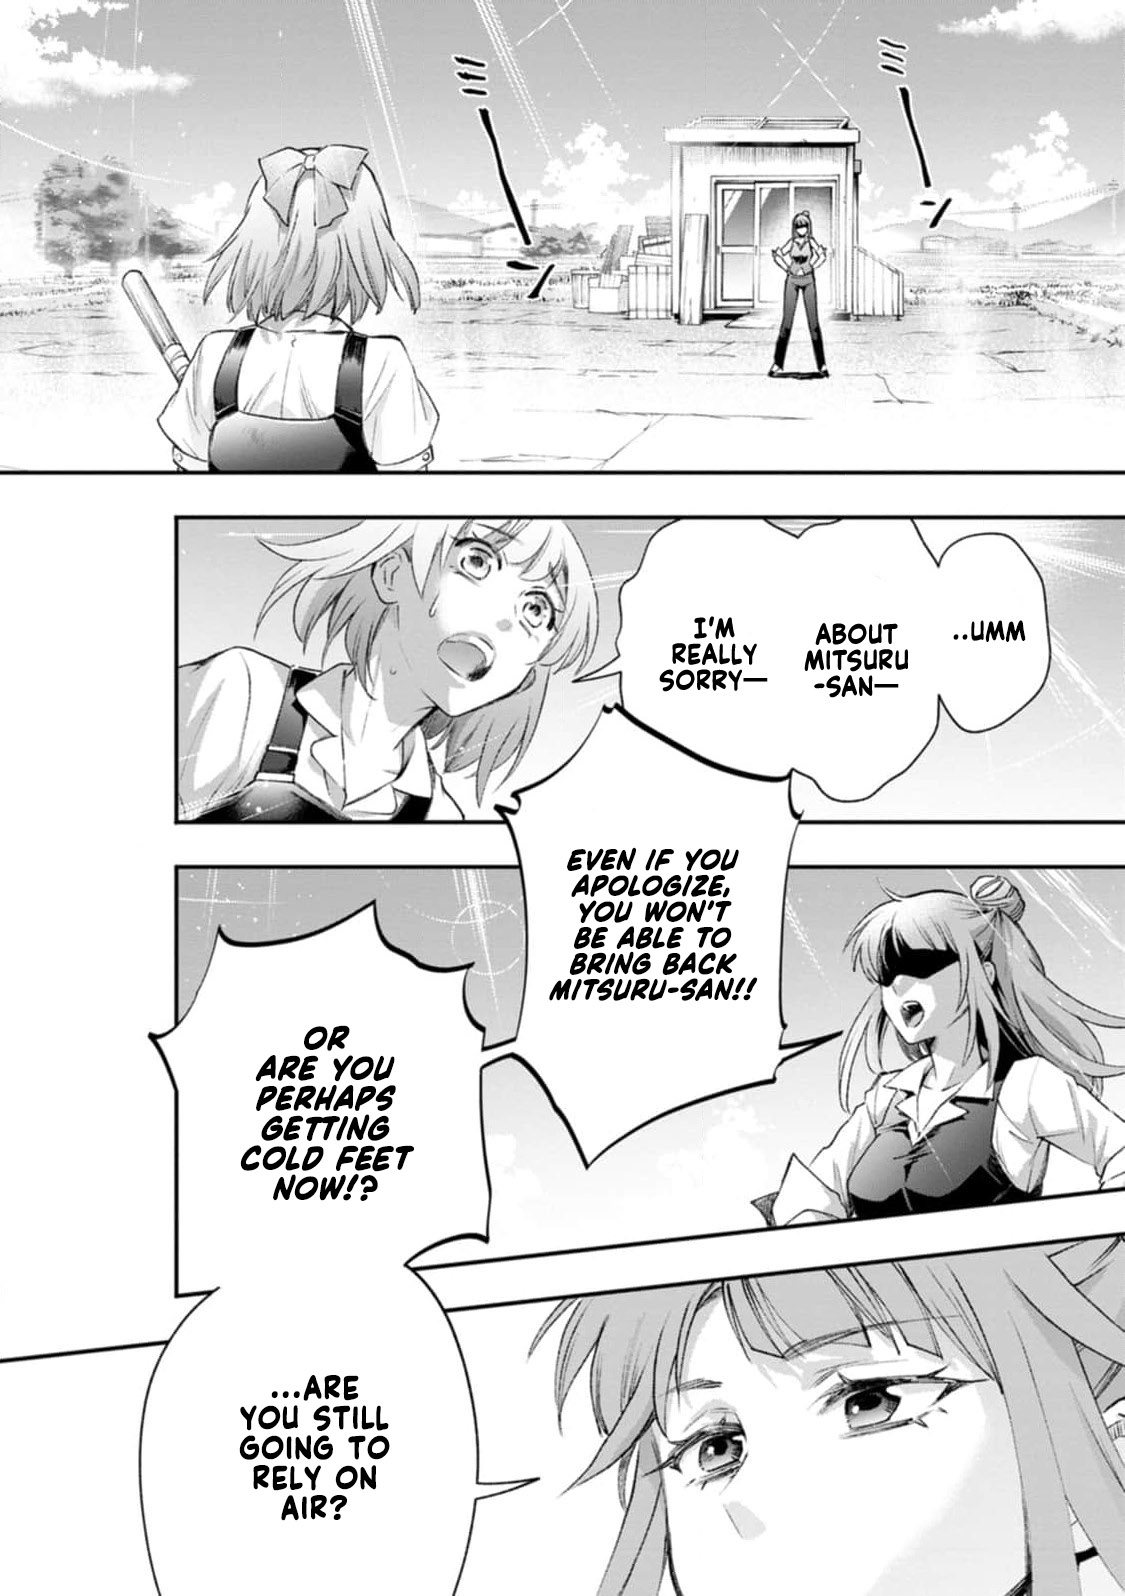 ..UMM
ABOUT
MITSURU
-SAN—
I'M
REALLY
SORRY—
EVEN IF YOU
APOLOGIZE,
YOU WON'T
BE ABLE TO
BRING BACK
MITSURU-SAN!!
OR
ARE YOU
PERHAPS
GETTING
COLD FEET
NOW!?
...ARE
YOU STILL
GOING TO
RELY ON
AIR?